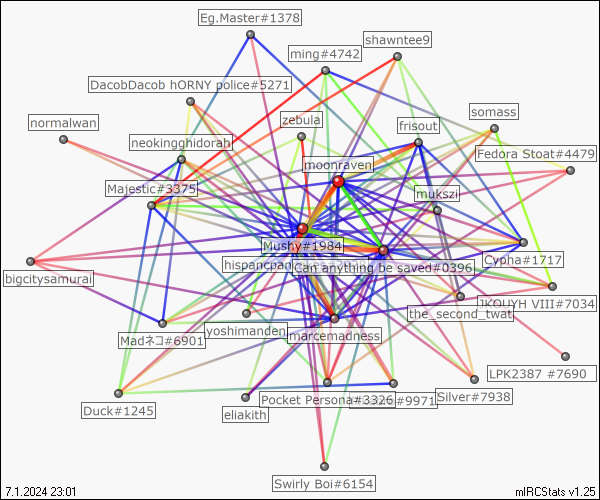 Eg.Master#1378
shawntee9
ming#4742
DacobDacob hORNY police#5271
somass
normalwan
zebula
frisout
neokingghidorah
Fedora Stoat#4479
moonraven
Majestic#3375
mukszi
Mushy#1984
Cypha#1717
hispancpan
Can anything be saved#0396
bigcitysamurai
HKOUYH VIII#7034
the_second_twat
yoshimanden
marcemadness
Madネコ#6901
LPK2387 #7690
Pocket Persona#3326
#9971
Silver#7938
Duck#1245
eliakith
Swirly Boi#6154
7.1.2024 23:01
mIRCStats v1.25